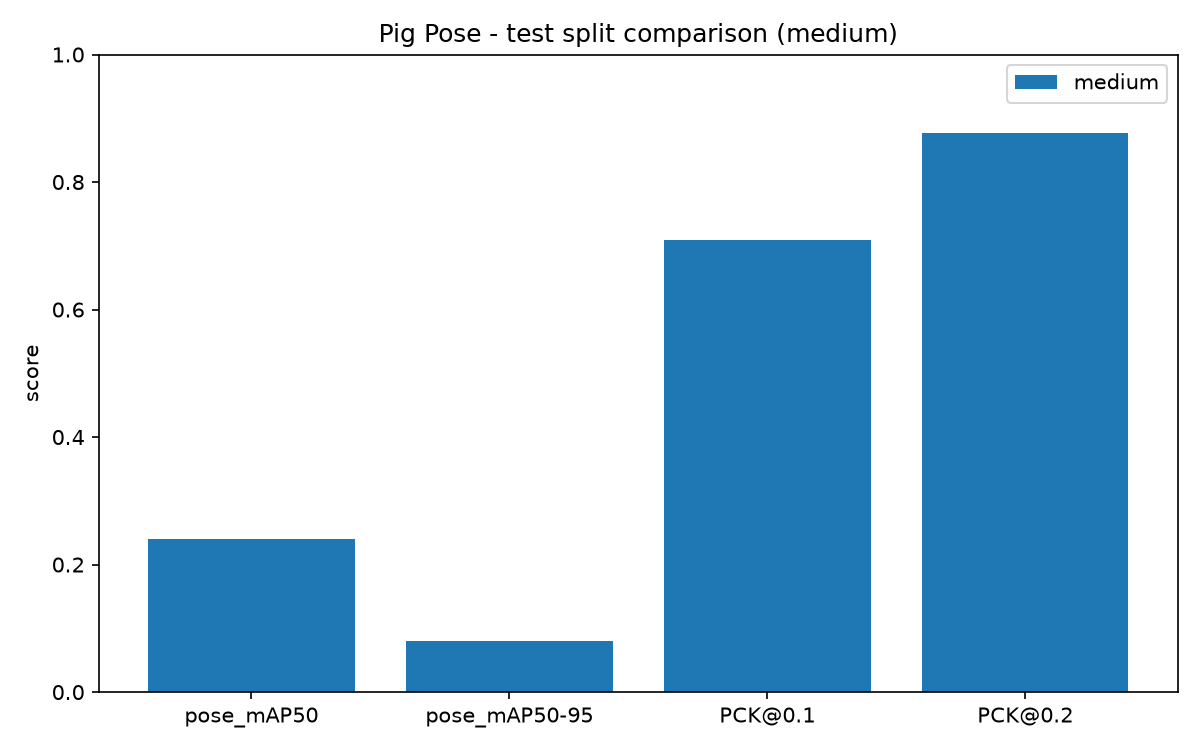 Pig Pose - test split comparison (medium)
medium
1.0
0.8
0.6
0.4
0.2
0.0
score
pose_mAP50
pose_mAP50-95
PCK@0.1
PCK@0.2